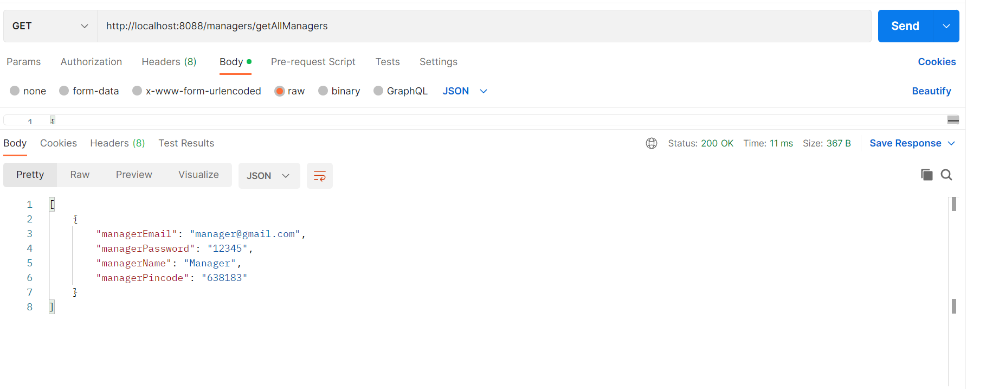 GET http://localhost:8088/managers/getAllManagers Send
Params Authorization Headers (8) Body Pre-request Script Tests Settings Cookies
none form-data x-www-form-urlencoded raw binary GraphQL JSON Beautify
1 {
Body Cookies Headers (8) Test Results Status: 200 OK Time: 11 ms Size: 367 B Save Response
Pretty Raw Preview Visualize JSON
1 [
2 {
3 "managerEmail": "manager@gmail.com",
4 "managerPassword": "12345",
5 "managerName": "Manager",
6 "managerPincode": "638183"
7 }
8 ]